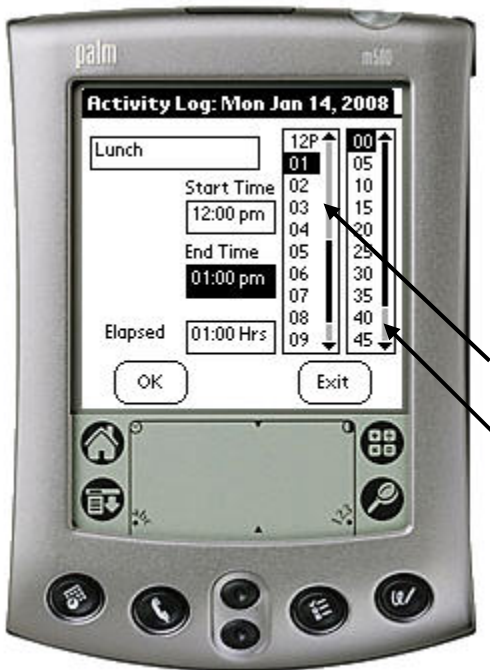 palm m500
Activity Log: Mon Jan 14, 2008
Lunch
Start Time
12:00 pm
End Time
01:00 pm
Elapsed 01:00 Hrs
12P 00
01 05
02 10
03 15
04 20
05 25
06 30
07 35
08 40
09 45
OK Exit
abc 123